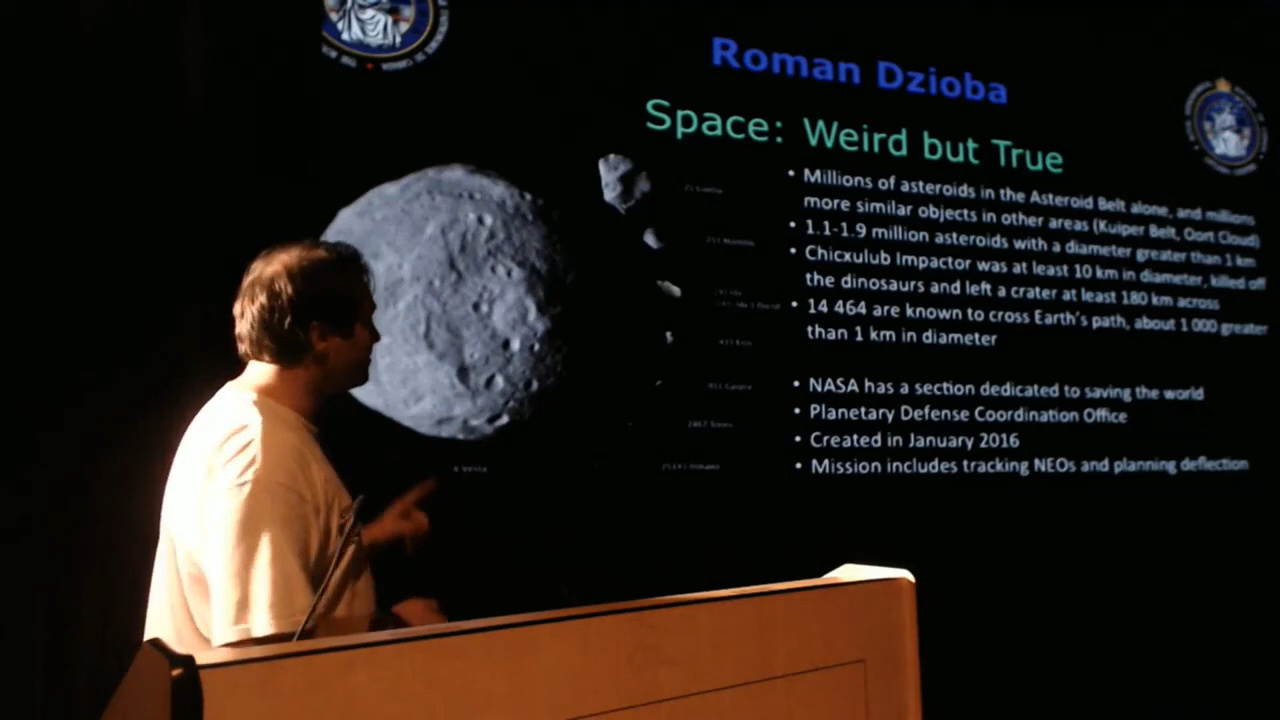 Roman Dzioba
Space: Weird but True
• Millions of asteroids in the Asteroid Belt alone, and millions
more similar objects in other areas (Kuiper Belt, Oort Cloud)
• 1.1-1.9 million asteroids with a diameter greater than 1 km
• Chicxulub Impactor was at least 10 km in diameter, killed off
the dinosaurs and left a crater at least 180 km across
• 14 464 are known to cross Earth's path, about 1 000 greater
than 1 km in diameter
• NASA has a section dedicated to saving the world
• Planetary Defense Coordination Office
• Created in January 2016
• Mission includes tracking NEOs and planning deflection
4 Vesta